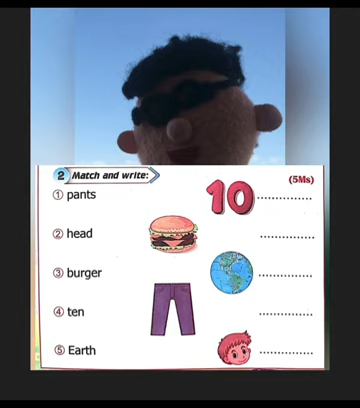 2 Match and write:
(5Ms)
① pants
10 ..............
② head
..............
③ burger
..............
④ ten
..............
⑤ Earth
..............